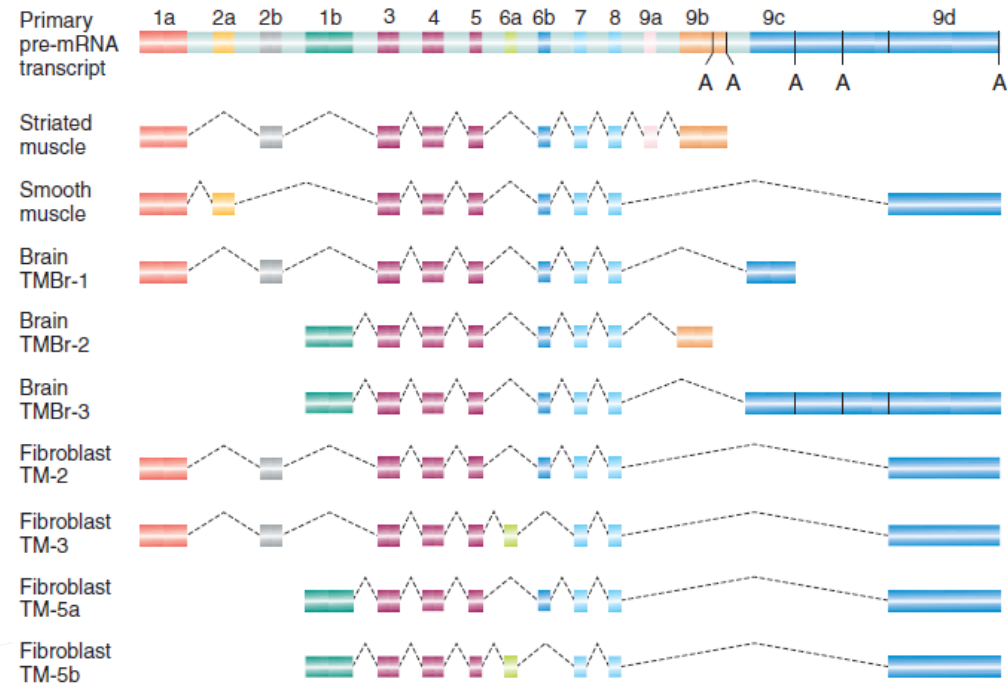 Primary
pre-mRNA
transcript
1a 2a 2b 1b 3 4 5 6a 6b 7 8 9a 9b 9c 9d
A A A A A
Striated
muscle
Smooth
muscle
Brain
TMBr-1
Brain
TMBr-2
Brain
TMBr-3
Fibroblast
TM-2
Fibroblast
TM-3
Fibroblast
TM-5a
Fibroblast
TM-5b